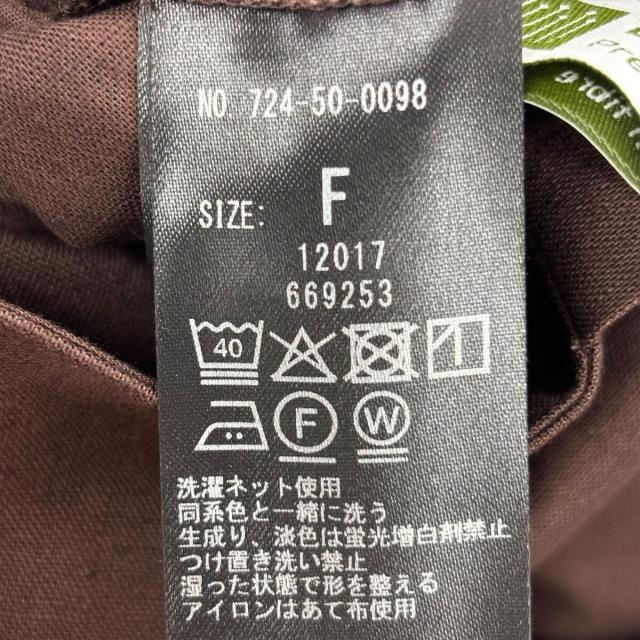 NO 724-50-0098
SIZE: F
12017
669253
40
F W
洗濯ネット使用
同系色と一緒に洗う
生成り、淡色は蛍光増白剤禁止
つけ置き洗い禁止
湿った状態で形を整える
アイロンはあて布使用